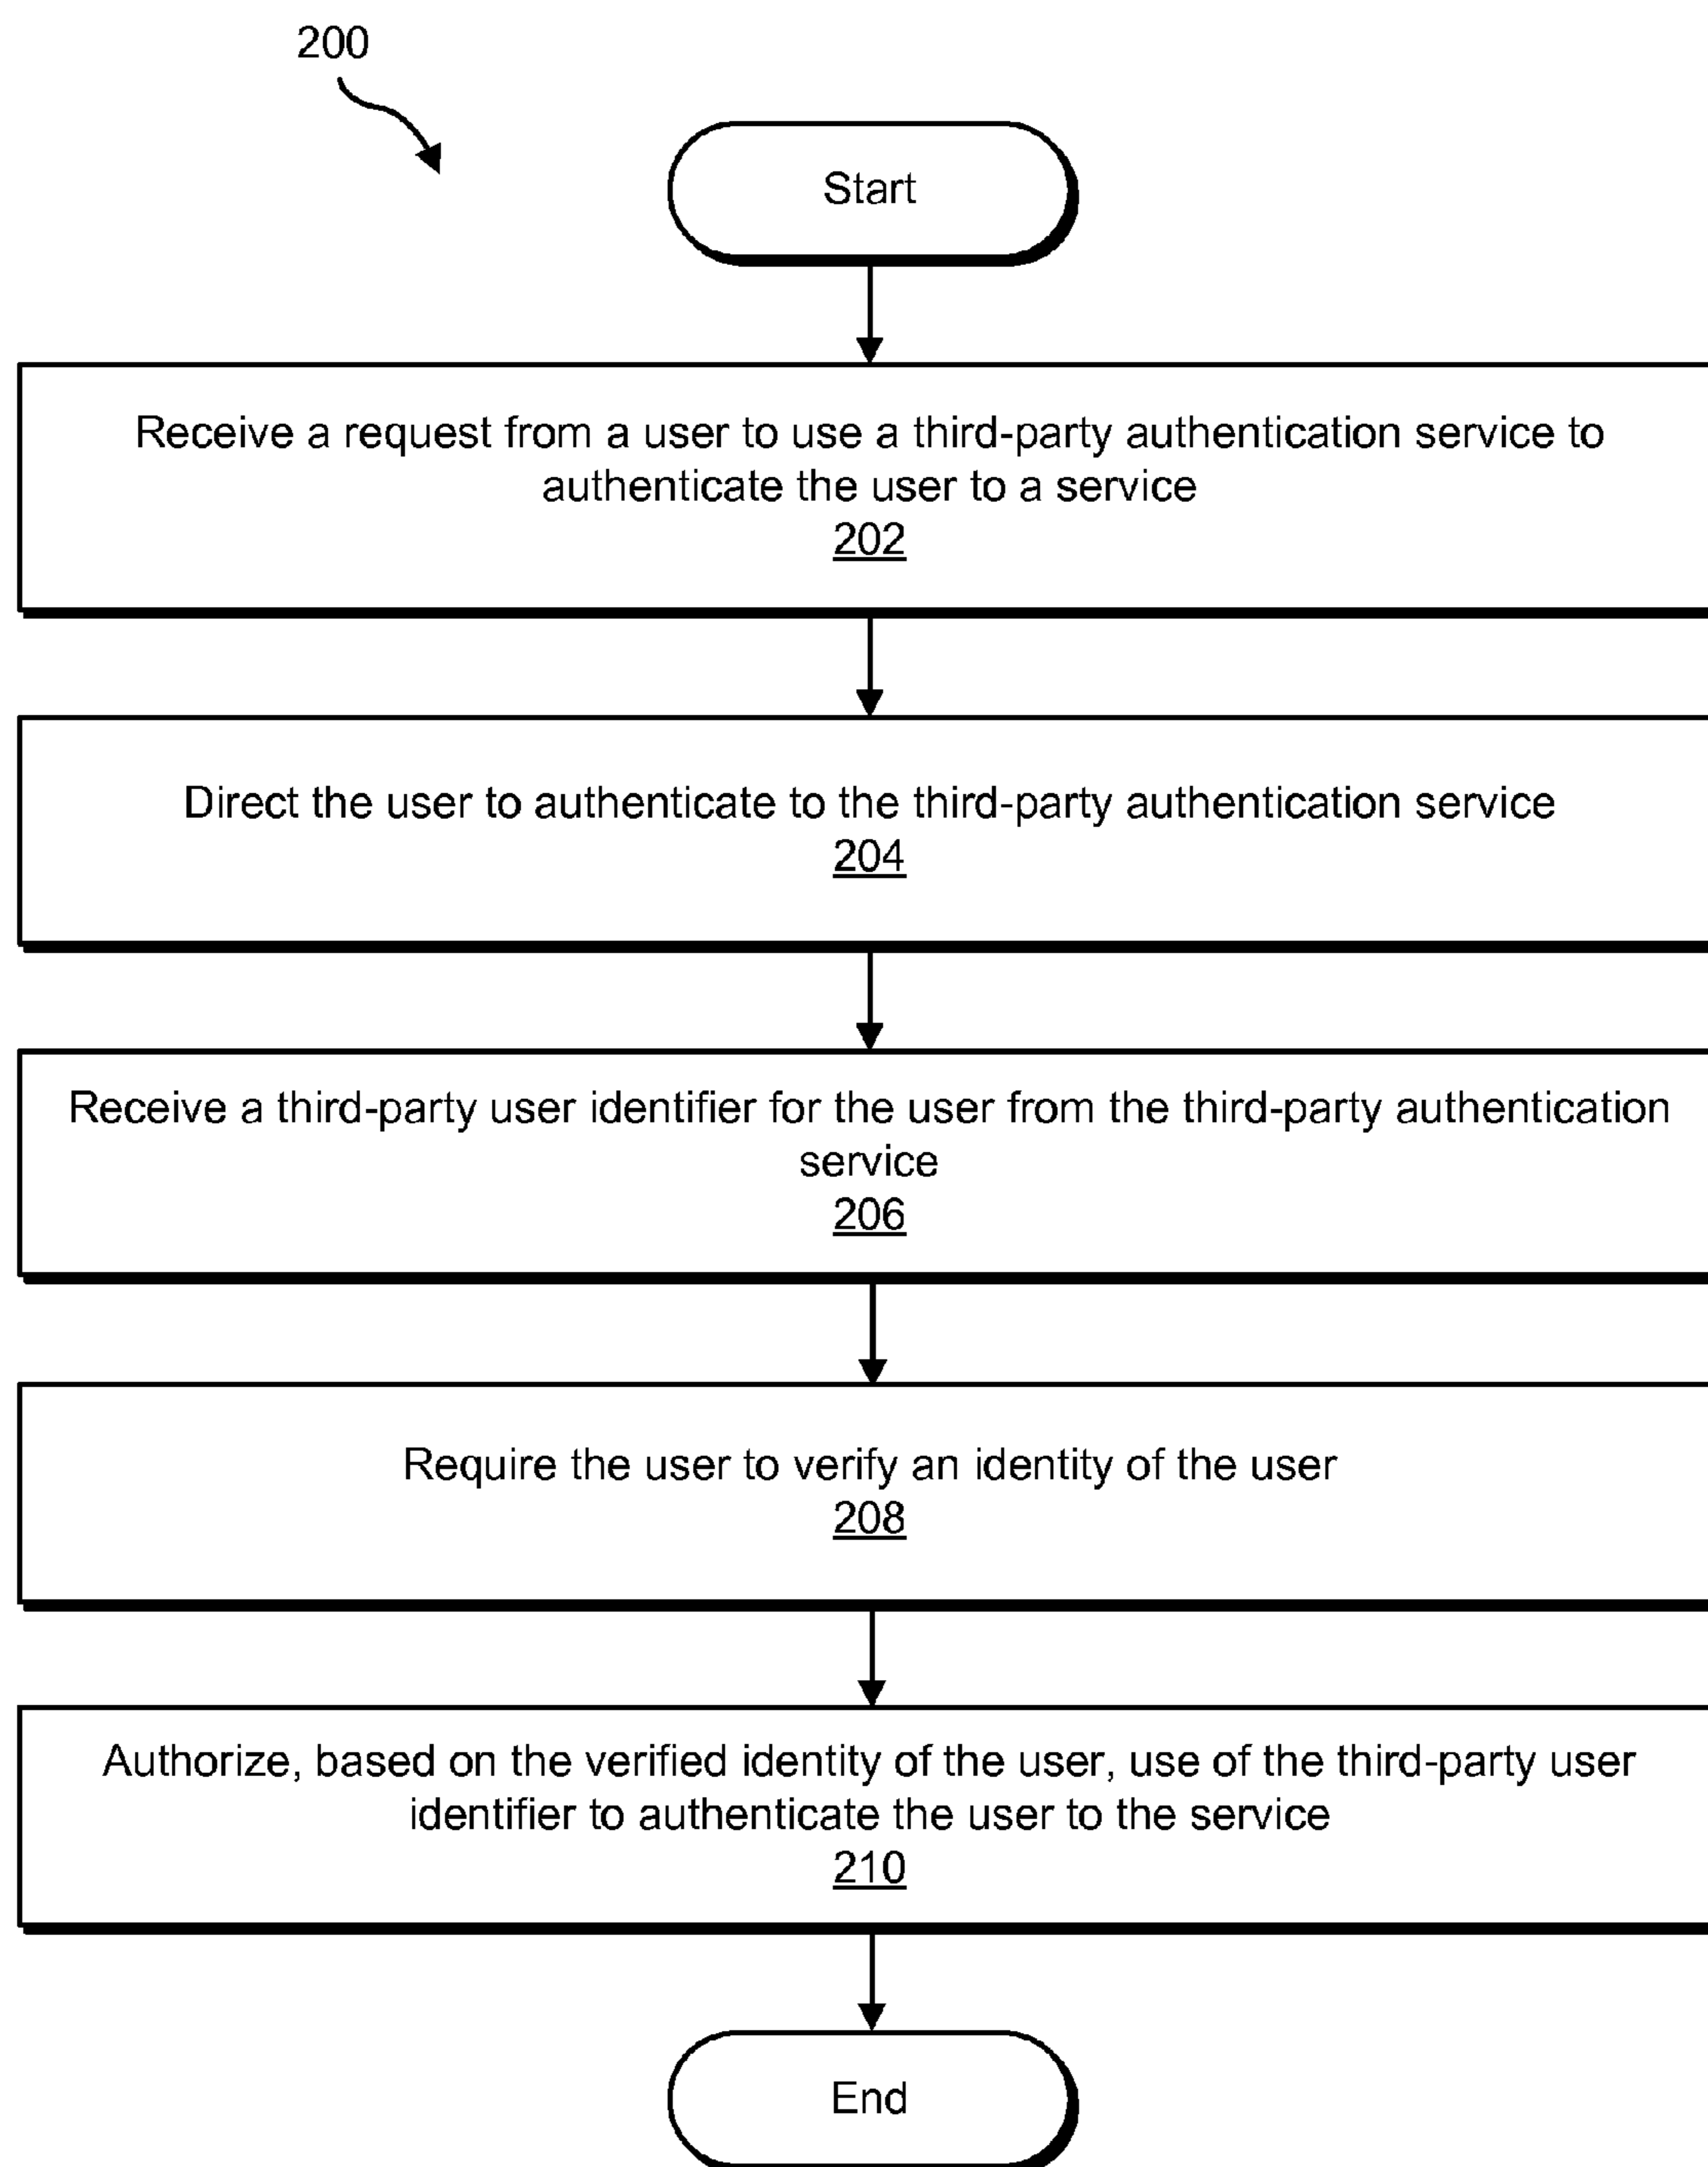 200
Start
Receive a request from a user to use a third-party authentication service to
authenticate the user to a service
202
Direct the user to authenticate to the third-party authentication service
204
Receive a third-party user identifier for the user from the third-party authentication
service
206
Require the user to verify an identity of the user
208
Authorize, based on the verified identity of the user, use of the third-party user
identifier to authenticate the user to the service
210
End